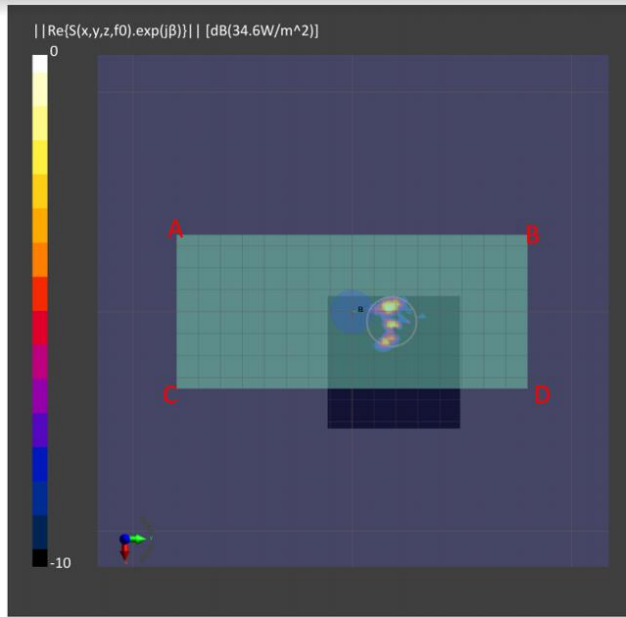 ||Re{S(x,y,z,f0).exp(jβ)}|| [dB(34.6W/m^2)]
0
A
B
C
D
-10